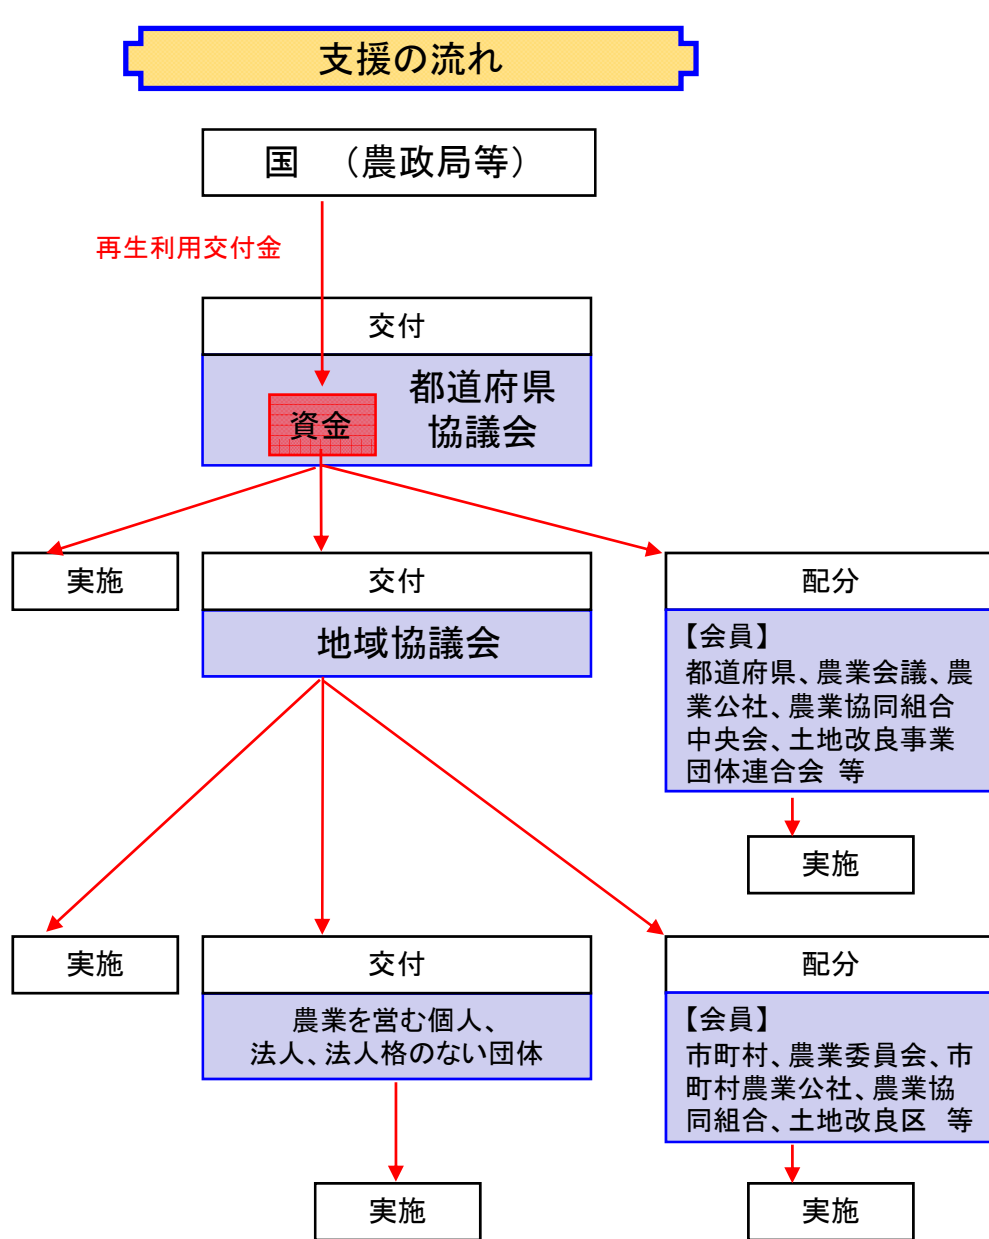 支援の流れ
国　（農政局等）
再生利用交付金
交付
都道府県
協議会
資金
実施
交付
地域協議会
配分
【会員】
都道府県、農業会議、農
業公社、農業協同組合
中央会、土地改良事業
団体連合会 等
実施
実施
交付
農業を営む個人、
法人、法人格のない団体
実施
配分
【会員】
市町村、農業委員会、市
町村農業公社、農業協
同組合、土地改良区　等
実施